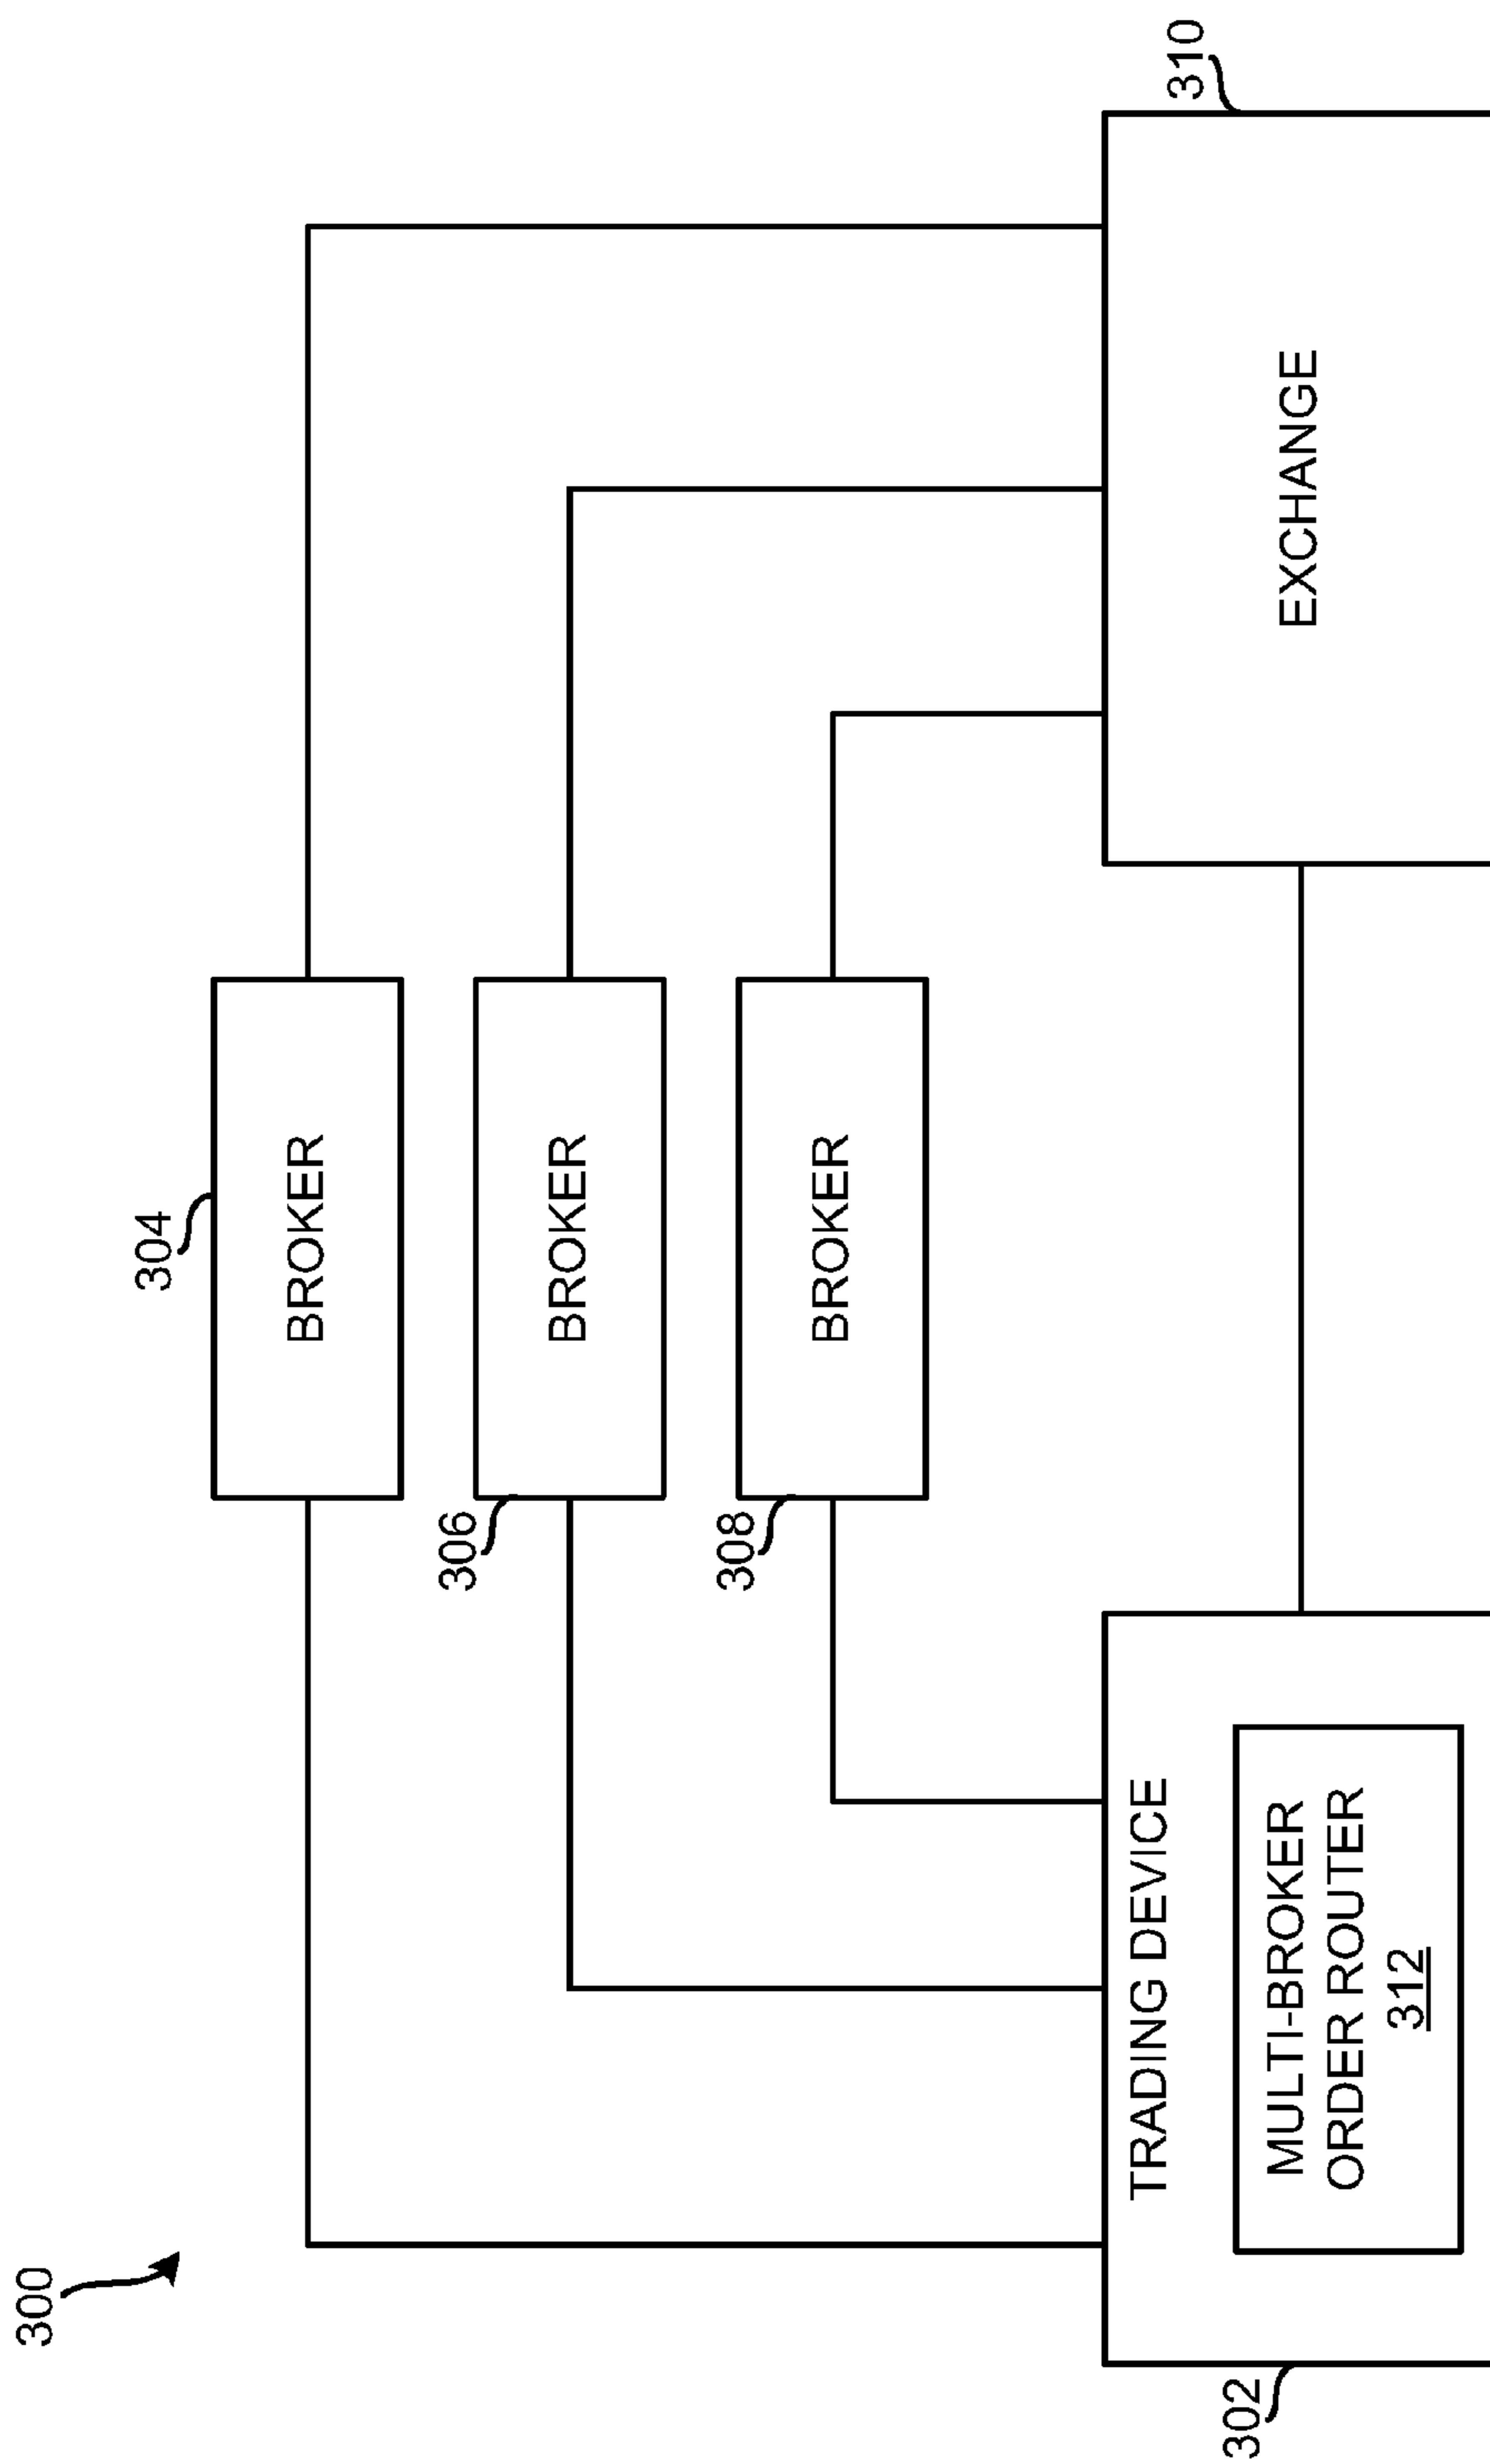 300
304
BROKER
306
BROKER
308
BROKER
302
TRADING DEVICE
MULTI-BROKER
ORDER ROUTER
312
310
EXCHANGE